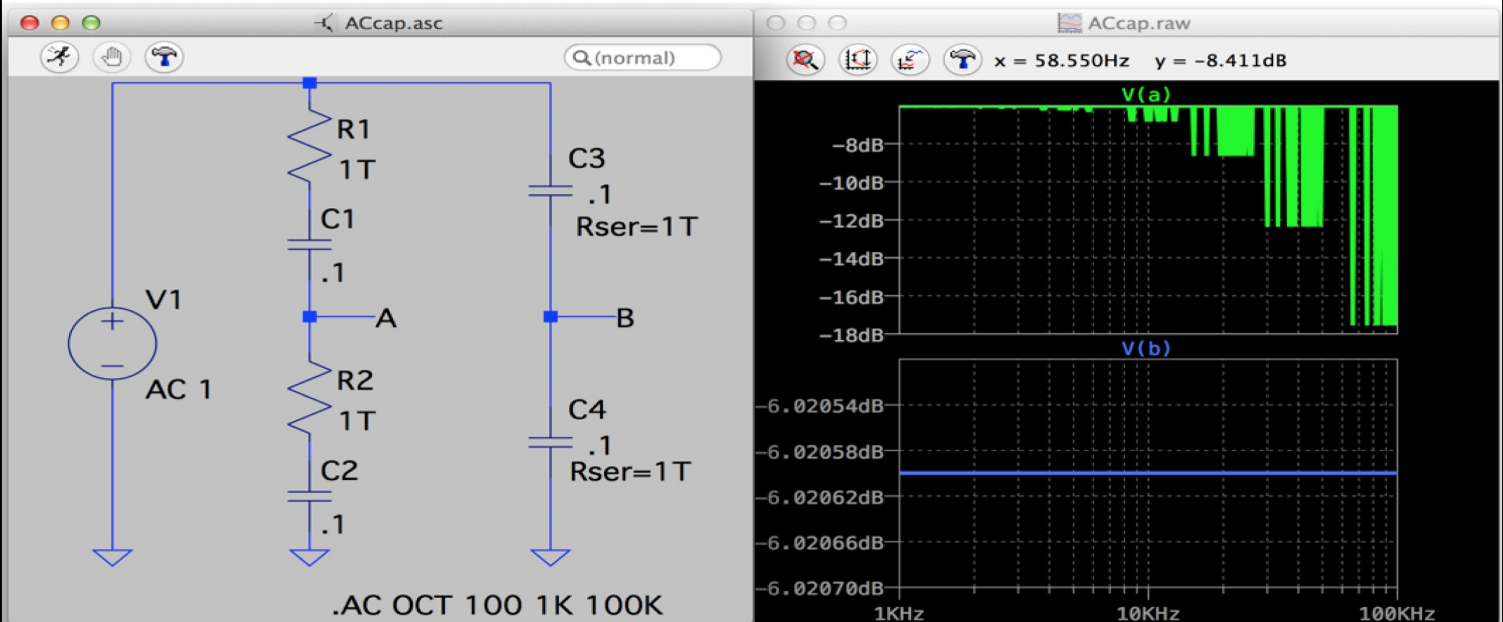 ACcap.asc
(normal)
R1
1T
C1
.1
V1
AC 1
A
R2
1T
C2
.1
C3
.1
Rser=1T
B
C4
.1
Rser=1T
.AC OCT 100 1K 100K
ACcap.raw
x = 58.550Hz y = -8.411dB
V(a)
-8dB
-10dB
-12dB
-14dB
-16dB
-18dB
V(b)
-6.02054dB
-6.02058dB
-6.02062dB
-6.02066dB
-6.02070dB
1KHz 10KHz 100KHz